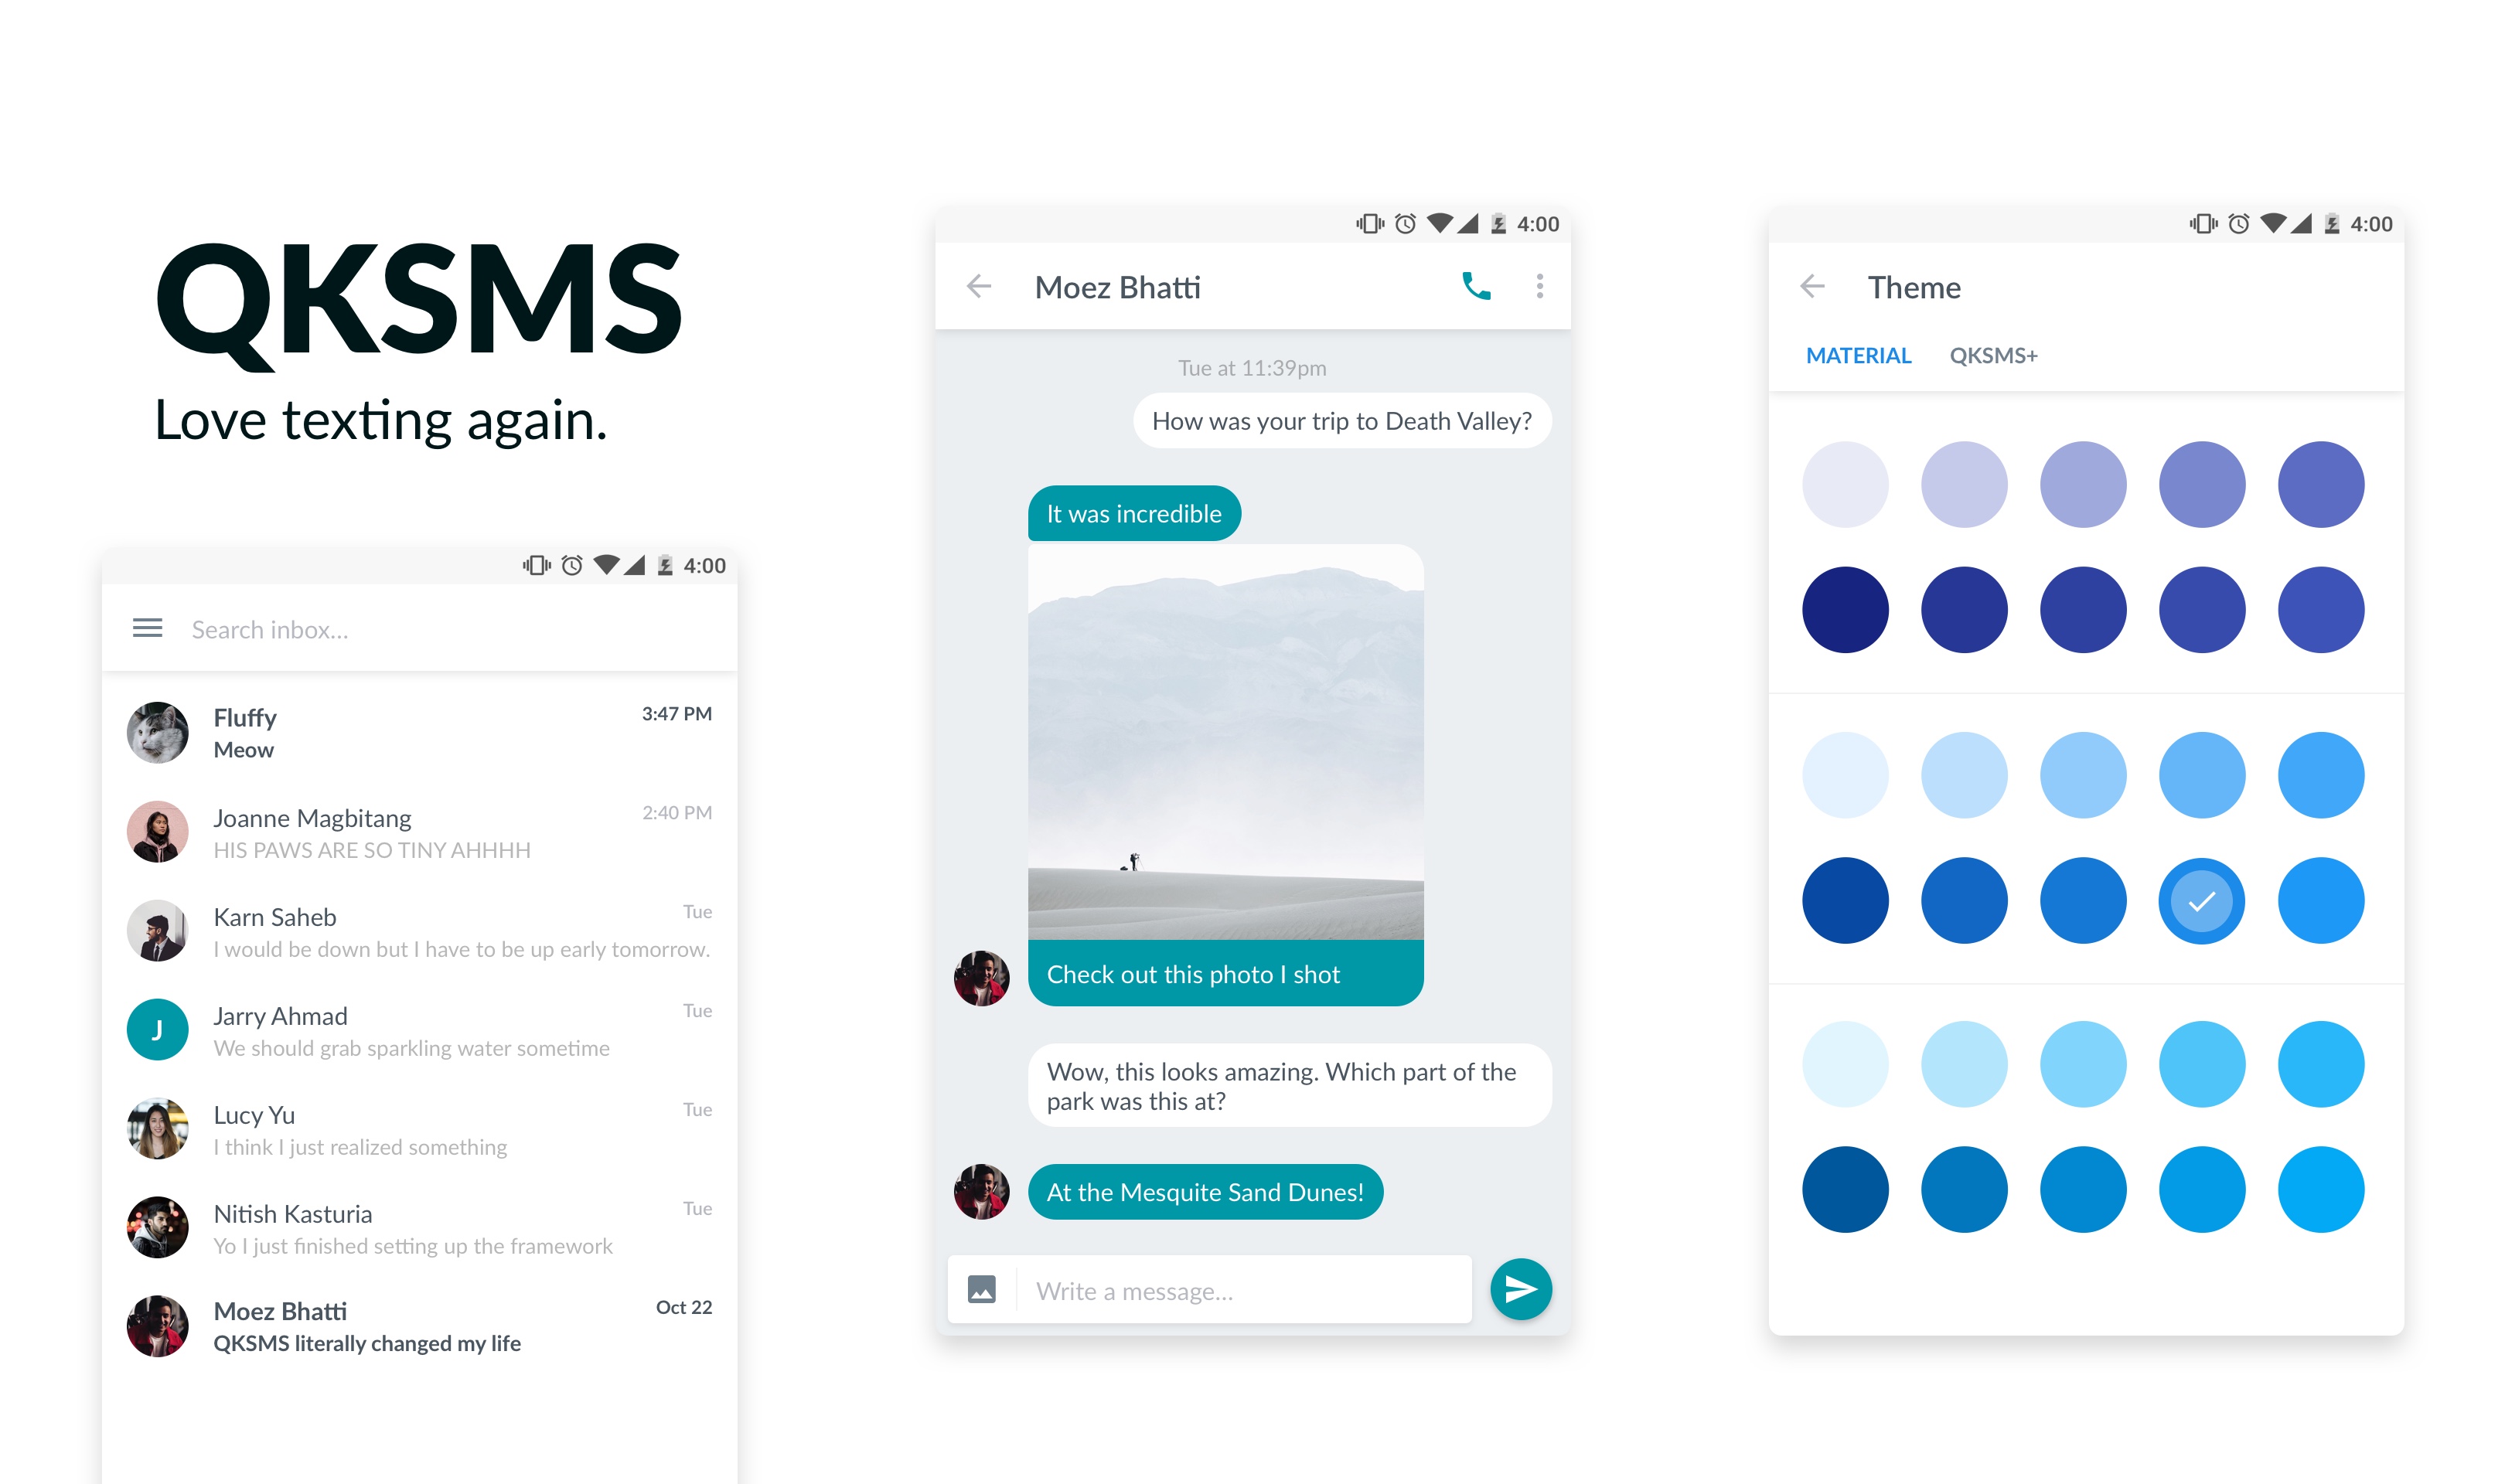 QKSMS
Love texting again.
4:00
Search inbox...
Fluffy
3:47 PM
Meow
Joanne Magbitang
2:40 PM
HIS PAWS ARE SO TINY AHHHH
Karn Saheb
Tue
I would be down but I have to be up early tomorrow.
J
Jarry Ahmad
Tue
We should grab sparkling water sometime
Lucy Yu
Tue
I think I just realized something
Nitish Kasturia
Tue
Yo I just finished setting up the framework
Moez Bhatti
Oct 22
QKSMS literally changed my life
4:00
Moez Bhatti
Tue at 11:39pm
How was your trip to Death Valley?
It was incredible
Check out this photo I shot
Wow, this looks amazing. Which part of the
park was this at?
At the Mesquite Sand Dunes!
Write a message...
4:00
Theme
MATERIAL
QKSMS+